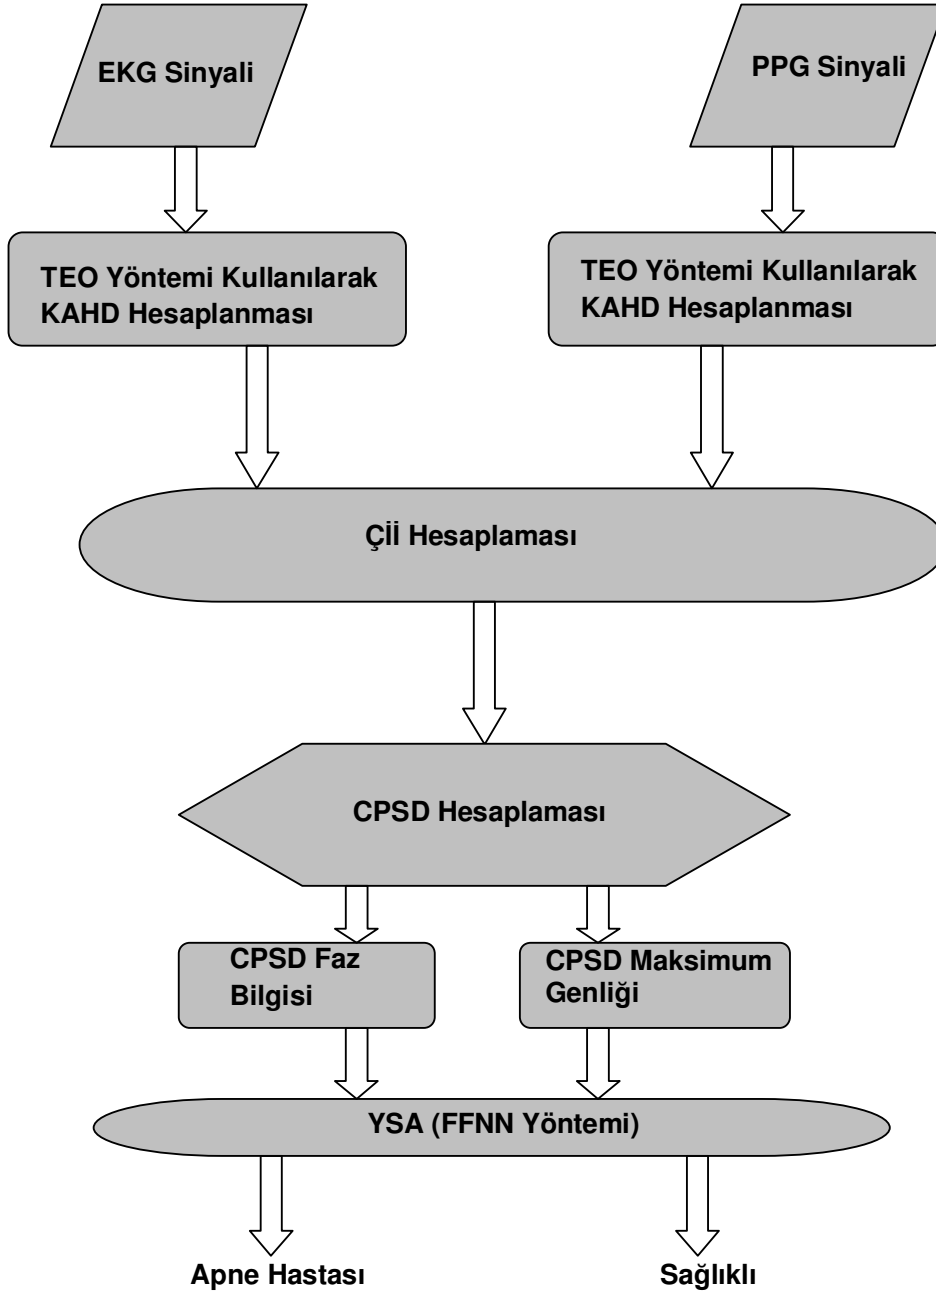 EKG Sinyali
PPG Sinyali
TEO Yöntemi Kullanılarak
KAHD Hesaplanması
TEO Yöntemi Kullanılarak
KAHD Hesaplanması
Çİİ Hesaplaması
CPSD Hesaplaması
CPSD Faz
Bilgisi
CPSD Maksimum
Genliği
YSA (FFNN Yöntemi)
Apne Hastası
Sağlıklı